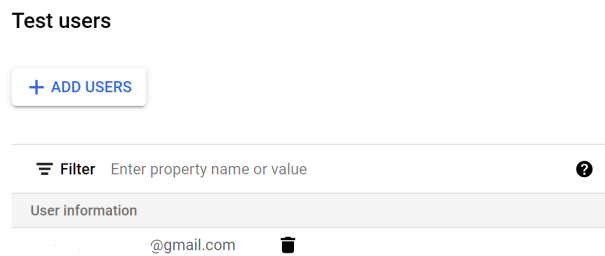 Test users
+ ADD USERS
Filter Enter property name or value
User information
@gmail.com